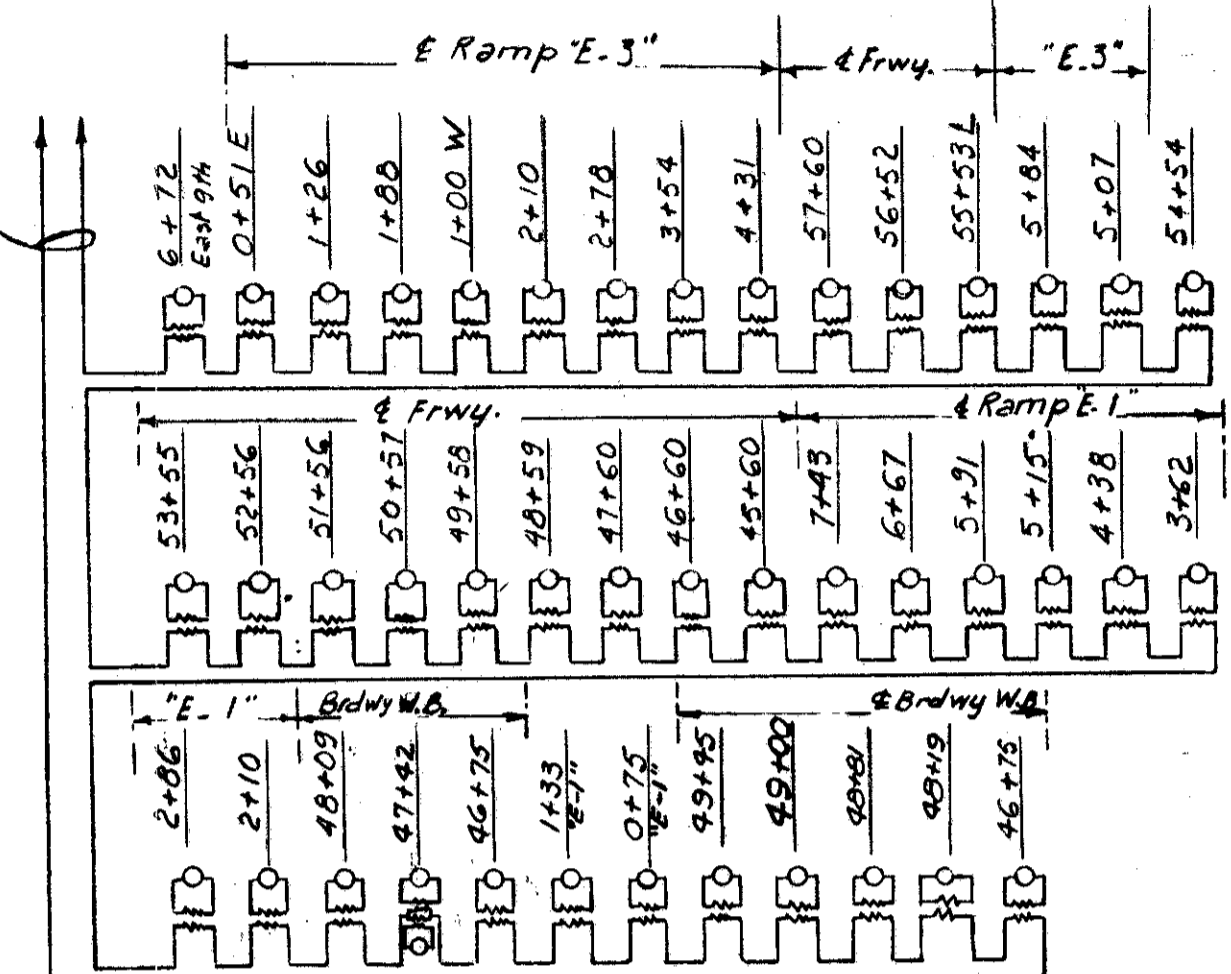 ℄ Ramp "E-3"
℄ Frwy.
"E-3"
6+72
East 9th
0+51 E
1+26
1+88
1+00 W
2+10
2+78
3+54
4+31
57+60
56+52
55+53 L
5+84
5+07
54+54
℄ Frwy.
℄ Ramp "E-1"
53+55
52+56
51+56
50+57
49+58
48+59
47+60
46+60
45+60
7+43
6+67
5+91
5+15
4+38
3+62
"E-1"
Brdwy W.B.
℄ Brdwy W.B
2+86
2+10
48+09
47+42
46+75
1+33
"E-1"
0+75
"E-1"
49+45
49+00
48+81
48+19
46+75